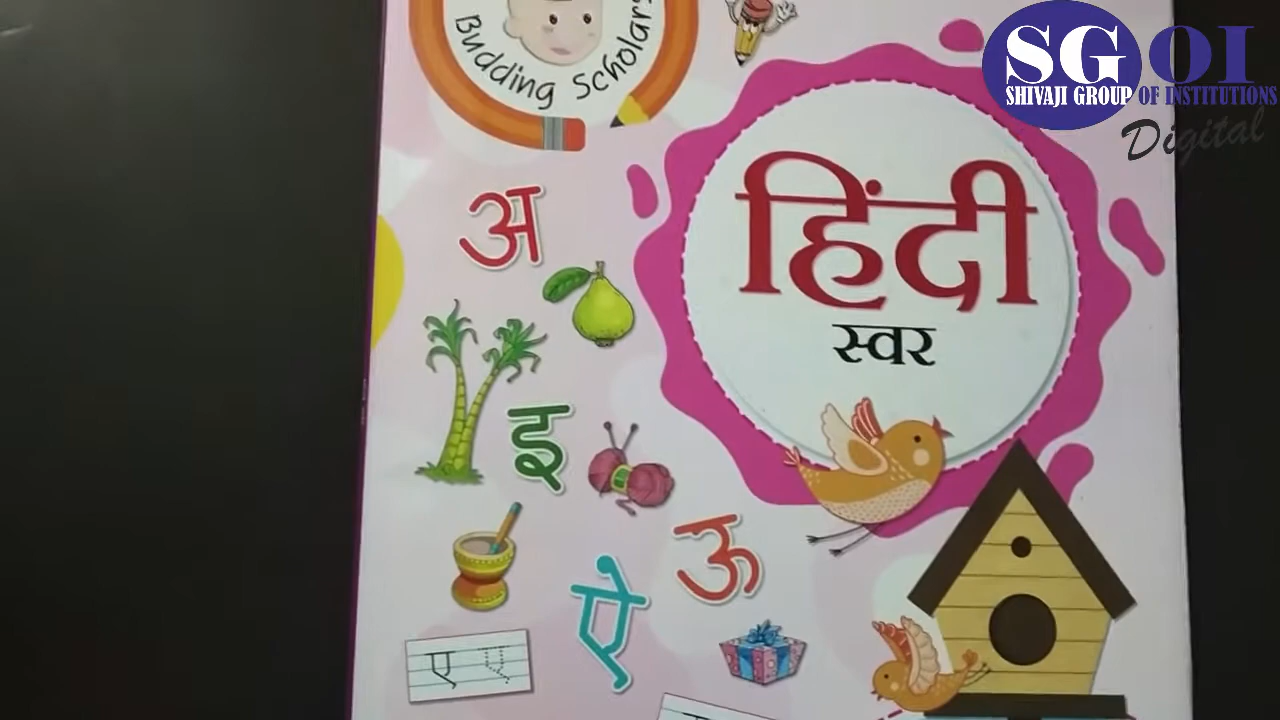 Budding Scholars
SGOI
SHIVAJI GROUP OF INSTITUTIONS
Digital
हिंदी
स्वर
अ
इ
ऊ
ऐ
ए ए